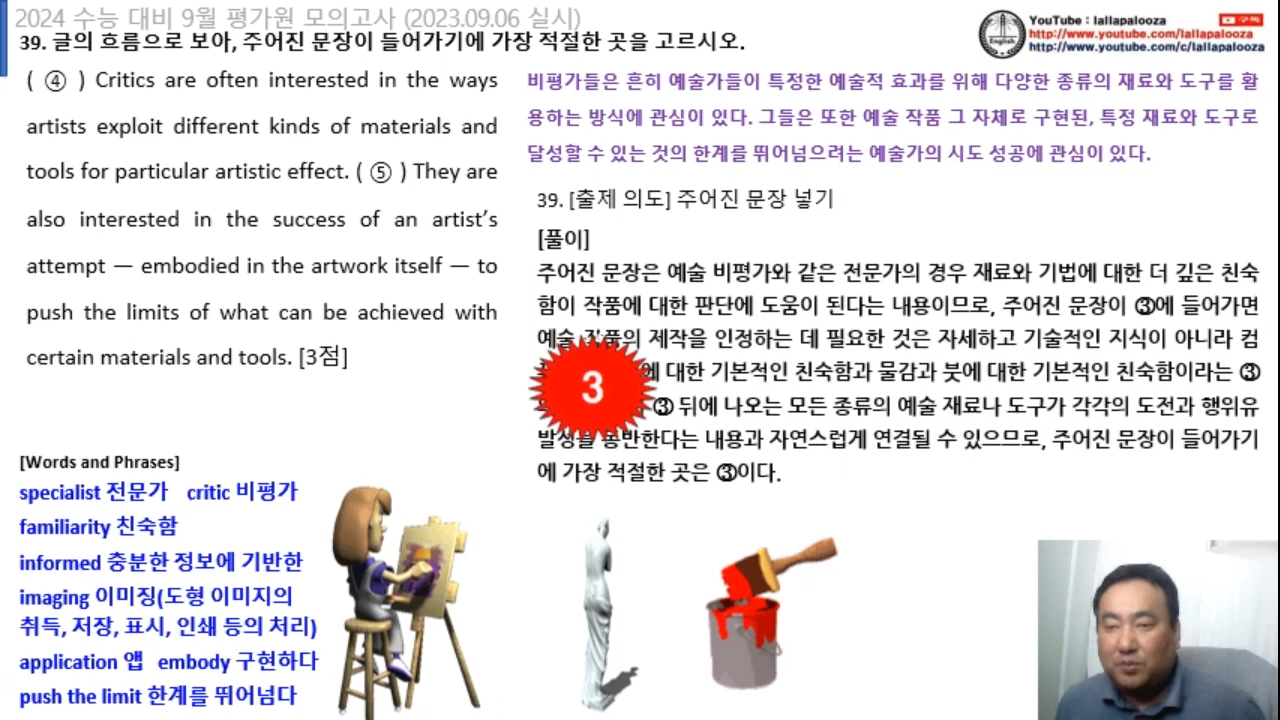 2024 수능 대비 9월 평가원 모의고사 (2023.09.06 실시)
39. 글의 흐름으로 보아, 주어진 문장이 들어가기에 가장 적절한 곳을 고르시오.
YouTube : lallapalooza
구독
http://www.youtube.com/lallapalooza
http://www.youtube.com/c/lallapalooza
English
( ④ ) Critics are often interested in the ways
artists exploit different kinds of materials and
tools for particular artistic effect. ( ⑤ ) They are
also interested in the success of an artist’s
attempt — embodied in the artwork itself — to
push the limits of what can be achieved with
certain materials and tools. [3점]
비평가들은 흔히 예술가들이 특정한 예술적 효과를 위해 다양한 종류의 재료와 도구를 활
용하는 방식에 관심이 있다. 그들은 또한 예술 작품 그 자체로 구현된, 특정 재료와 도구로
달성할 수 있는 것의 한계를 뛰어넘으려는 예술가의 시도 성공에 관심이 있다.
39. [출제 의도] 주어진 문장 넣기
[풀이]
주어진 문장은 예술 비평가와 같은 전문가의 경우 재료와 기법에 대한 더 깊은 친숙
함이 작품에 대한 판단에 도움이 된다는 내용이므로, 주어진 문장이 ③에 들어가면
예술 작품의 제작을 인정하는 데 필요한 것은 자세하고 기술적인 지식이 아니라 컴
에 대한 기본적인 친숙함과 물감과 붓에 대한 기본적인 친숙함이라는 ③
③ 뒤에 나오는 모든 종류의 예술 재료나 도구가 각각의 도전과 행위유
발성을 동반한다는 내용과 자연스럽게 연결될 수 있으므로, 주어진 문장이 들어가기
에 가장 적절한 곳은 ③이다.
3
[Words and Phrases]
specialist 전문가 critic 비평가
familiarity 친숙함
informed 충분한 정보에 기반한
imaging 이미징(도형 이미지의
취득, 저장, 표시, 인쇄 등의 처리)
application 앱 embody 구현하다
push the limit 한계를 뛰어넘다